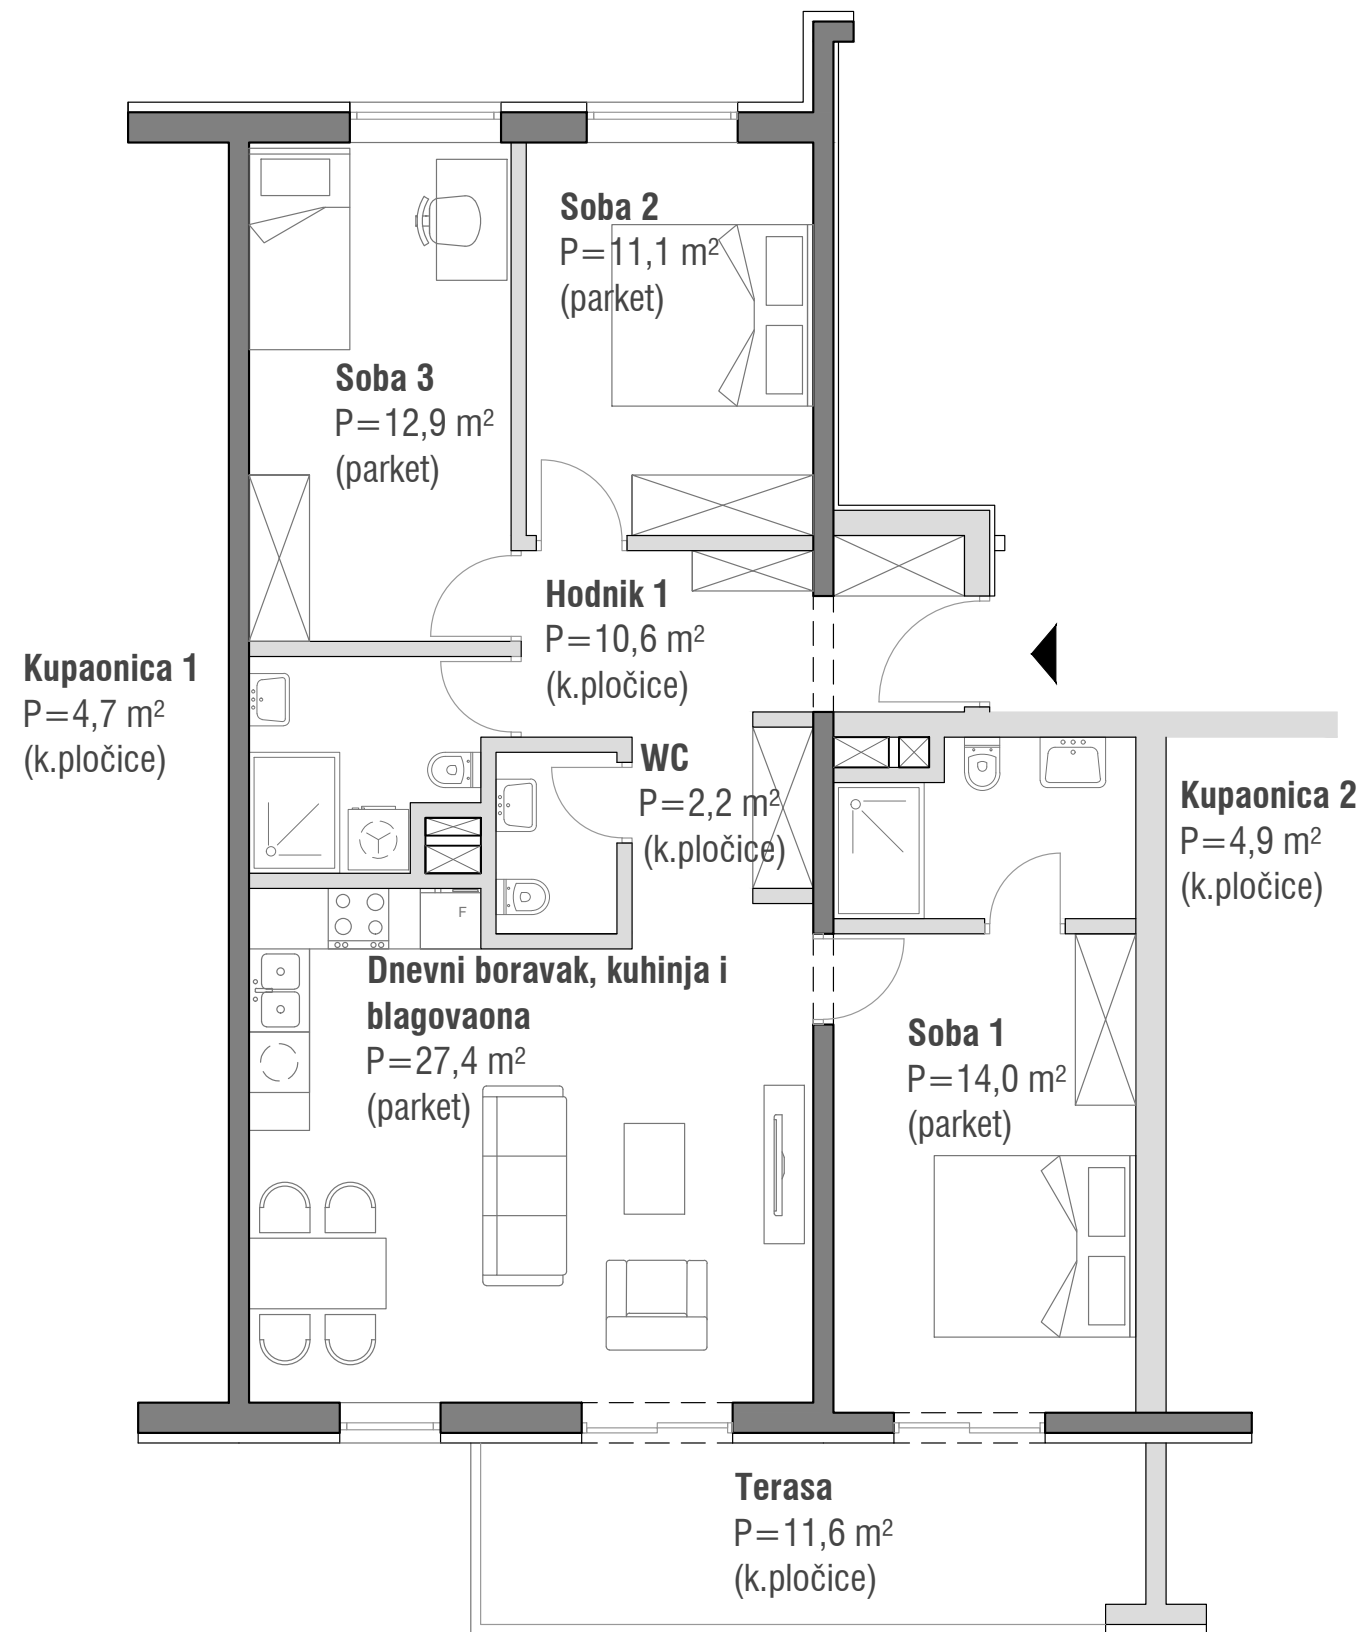 Soba 2
P=11,1 m²
(parket)
Soba 3
P=12,9 m²
(parket)
Hodnik 1
P=10,6 m²
(k.pločice)
Kupaonica 1
P=4,7 m²
(k.pločice)
WC
P=2,2 m²
(k.pločice)
Kupaonica 2
P=4,9 m²
(k.pločice)
F
Dnevni boravak, kuhinja i
blagovaona
P=27,4 m²
(parket)
Soba 1
P=14,0 m²
(parket)
Terasa
P=11,6 m²
(k.pločice)